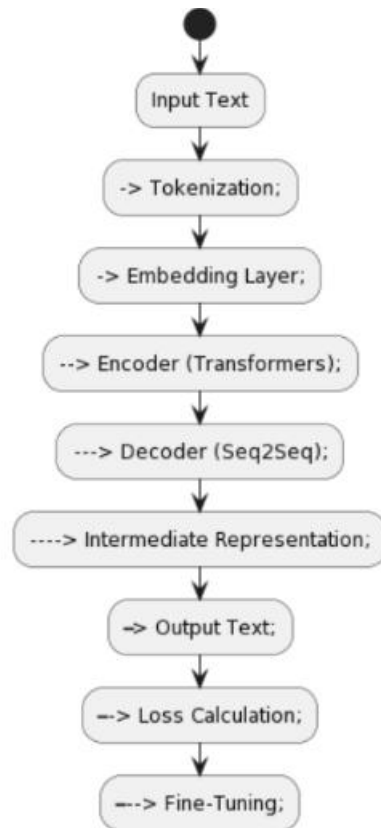 Input Text
-> Tokenization;
-> Embedding Layer;
--> Encoder (Transformers);
---> Decoder (Seq2Seq);
----> Intermediate Representation;
–> Output Text;
–-> Loss Calculation;
–--> Fine-Tuning;